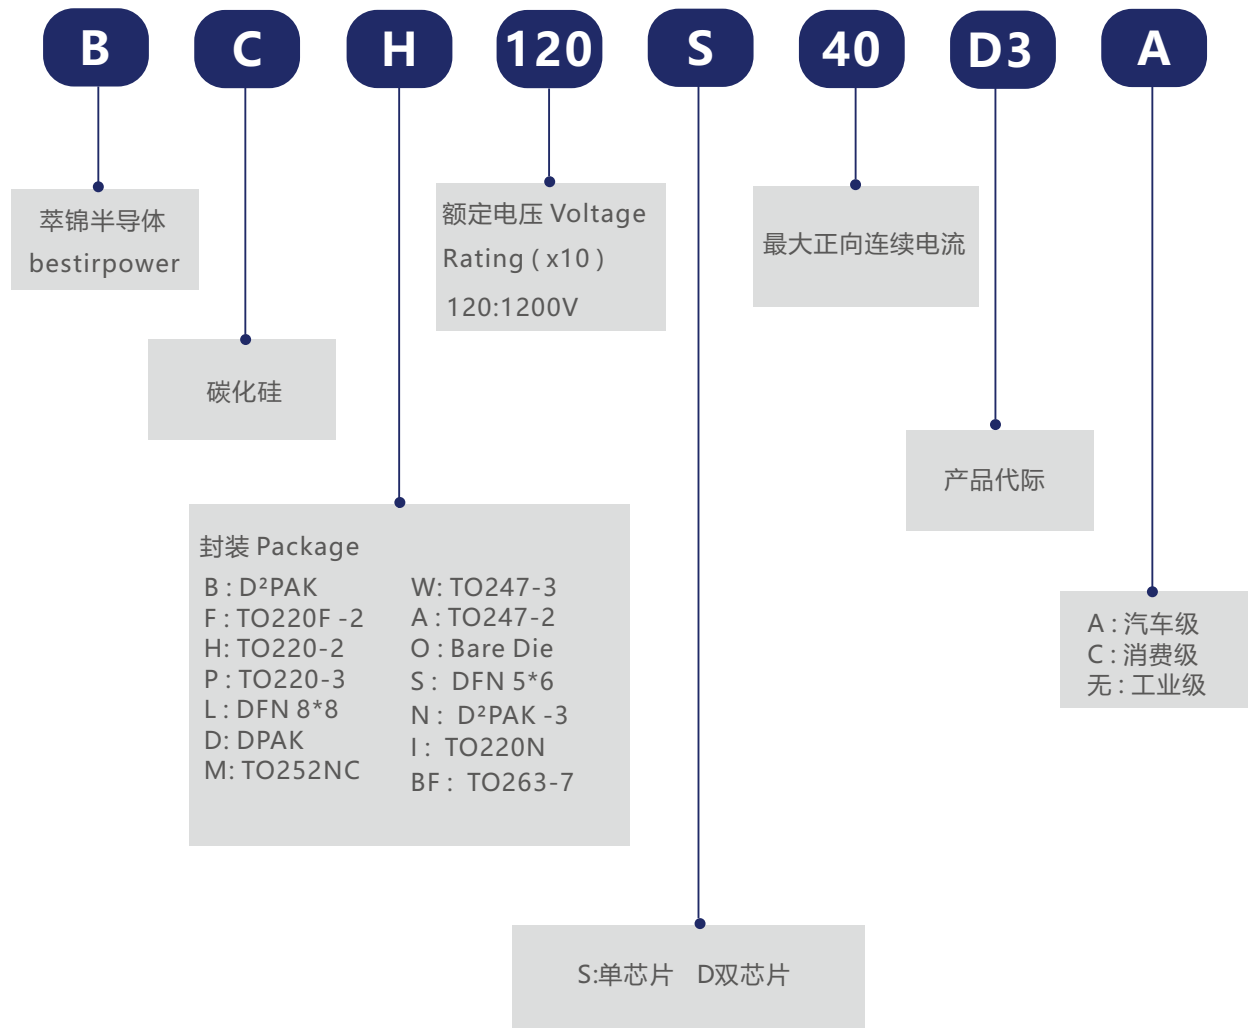 B C H 120 S 40 D3 A
萃锦半导体
bestirpower
额定电压 Voltage
Rating ( x10 )
120:1200V
最大正向连续电流
碳化硅
产品代际
封装 Package
B : D²PAK
F : TO220F -2
H: TO220-2
P : TO220-3
L : DFN 8*8
D: DPAK
M: TO252NC
W: TO247-3
A : TO247-2
O : Bare Die
S :  DFN 5*6
N :  D²PAK -3
I :  TO220N
BF :  TO263-7
A : 汽车级
C : 消费级
无 : 工业级
S:单芯片   D双芯片